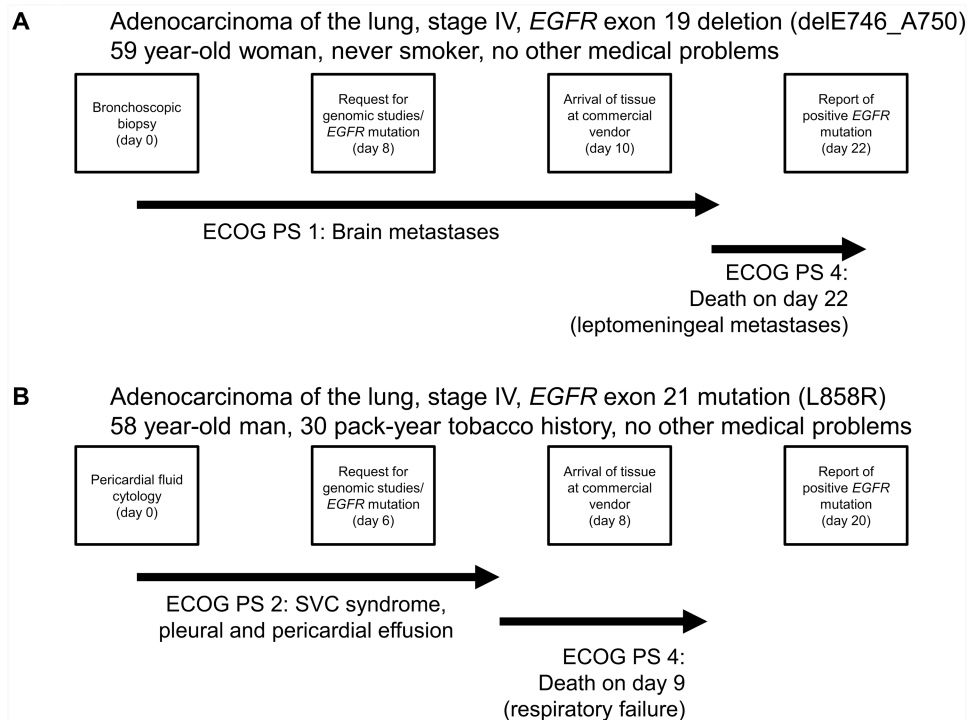 A
Adenocarcinoma of the lung, stage IV, EGFR exon 19 deletion (delE746_A750)
59 year-old woman, never smoker, no other medical problems
Bronchoscopic
biopsy
(day 0)
Request for
genomic studies/
EGFR mutation
(day 8)
Arrival of tissue
at commercial
vendor
(day 10)
Report of
positive EGFR
mutation
(day 22)
ECOG PS 1: Brain metastases
ECOG PS 4:
Death on day 22
(leptomeningeal metastases)
B
Adenocarcinoma of the lung, stage IV, EGFR exon 21 mutation (L858R)
58 year-old man, 30 pack-year tobacco history, no other medical problems
Pericardial fluid
cytology
(day 0)
Request for
genomic studies/
EGFR mutation
(day 6)
Arrival of tissue
at commercial
vendor
(day 8)
Report of
positive EGFR
mutation
(day 20)
ECOG PS 2: SVC syndrome,
pleural and pericardial effusion
ECOG PS 4:
Death on day 9
(respiratory failure)